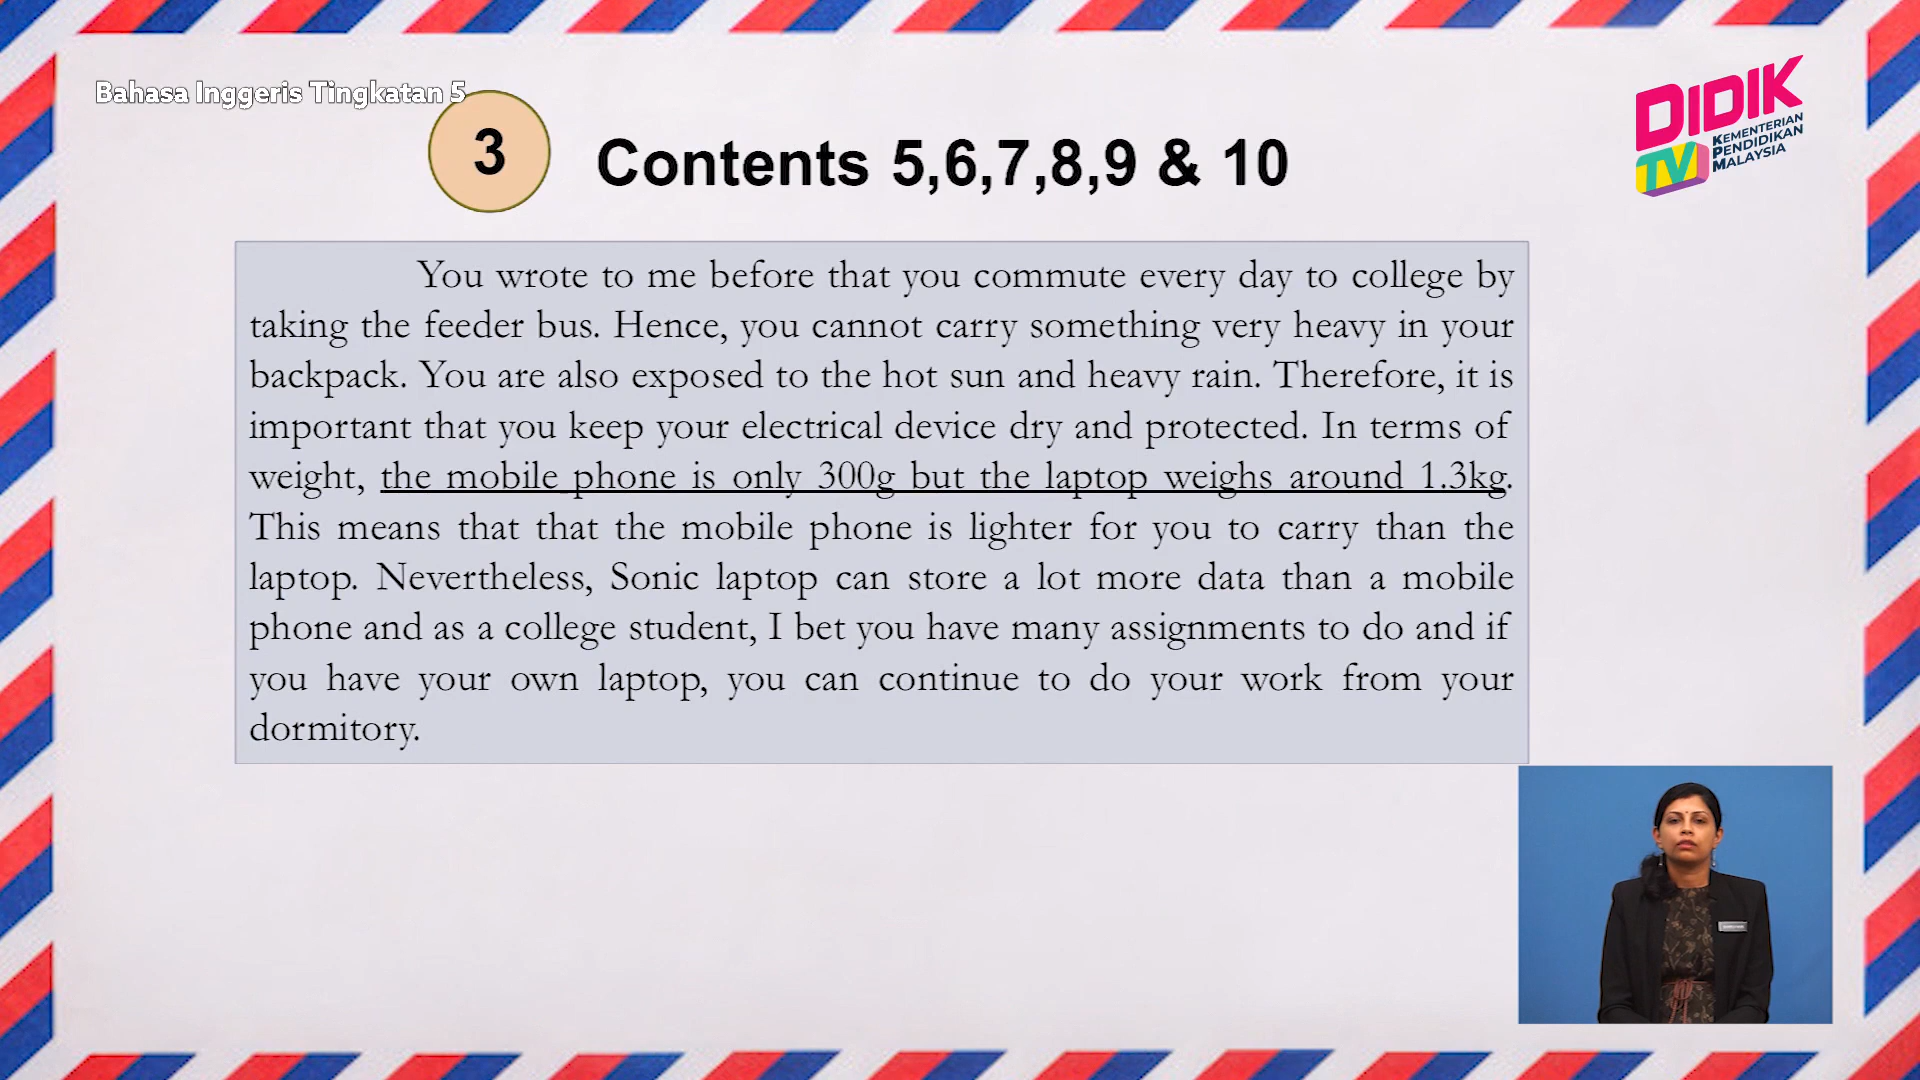 Bahasa Inggeris Tingkatan 5
3
Contents 5,6,7,8,9 & 10
DIDIK
TV
KEMENTERIAN
PENDIDIKAN
MALAYSIA
You wrote to me before that you commute every day to college by
taking the feeder bus. Hence, you cannot carry something very heavy in your
backpack. You are also exposed to the hot sun and heavy rain. Therefore, it is
important that you keep your electrical device dry and protected. In terms of
weight, the mobile phone is only 300g but the laptop weighs around 1.3kg.
This means that that the mobile phone is lighter for you to carry than the
laptop. Nevertheless, Sonic laptop can store a lot more data than a mobile
phone and as a college student, I bet you have many assignments to do and if
you have your own laptop, you can continue to do your work from your
dormitory.